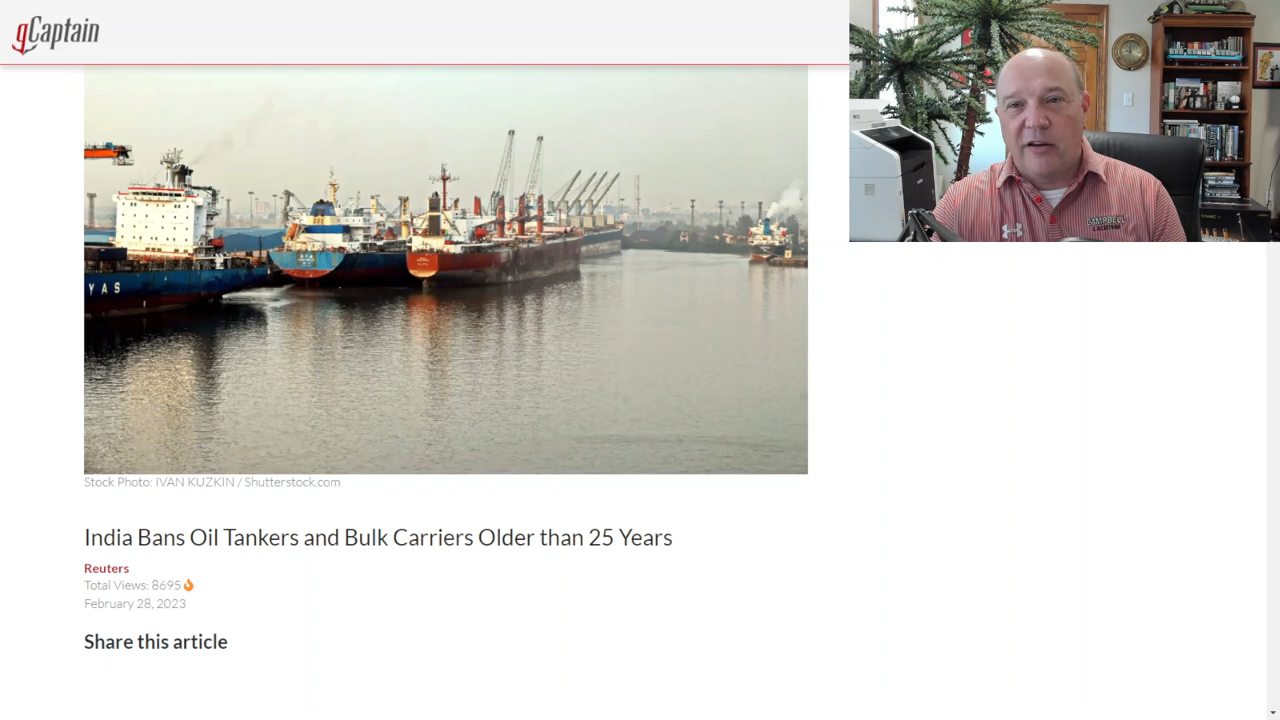 gCaptain
YAS
CAMPBELL
Stock Photo: IVAN KUZKIN / Shutterstock.com
India Bans Oil Tankers and Bulk Carriers Older than 25 Years
Reuters
Total Views: 8695
February 28, 2023
Share this article